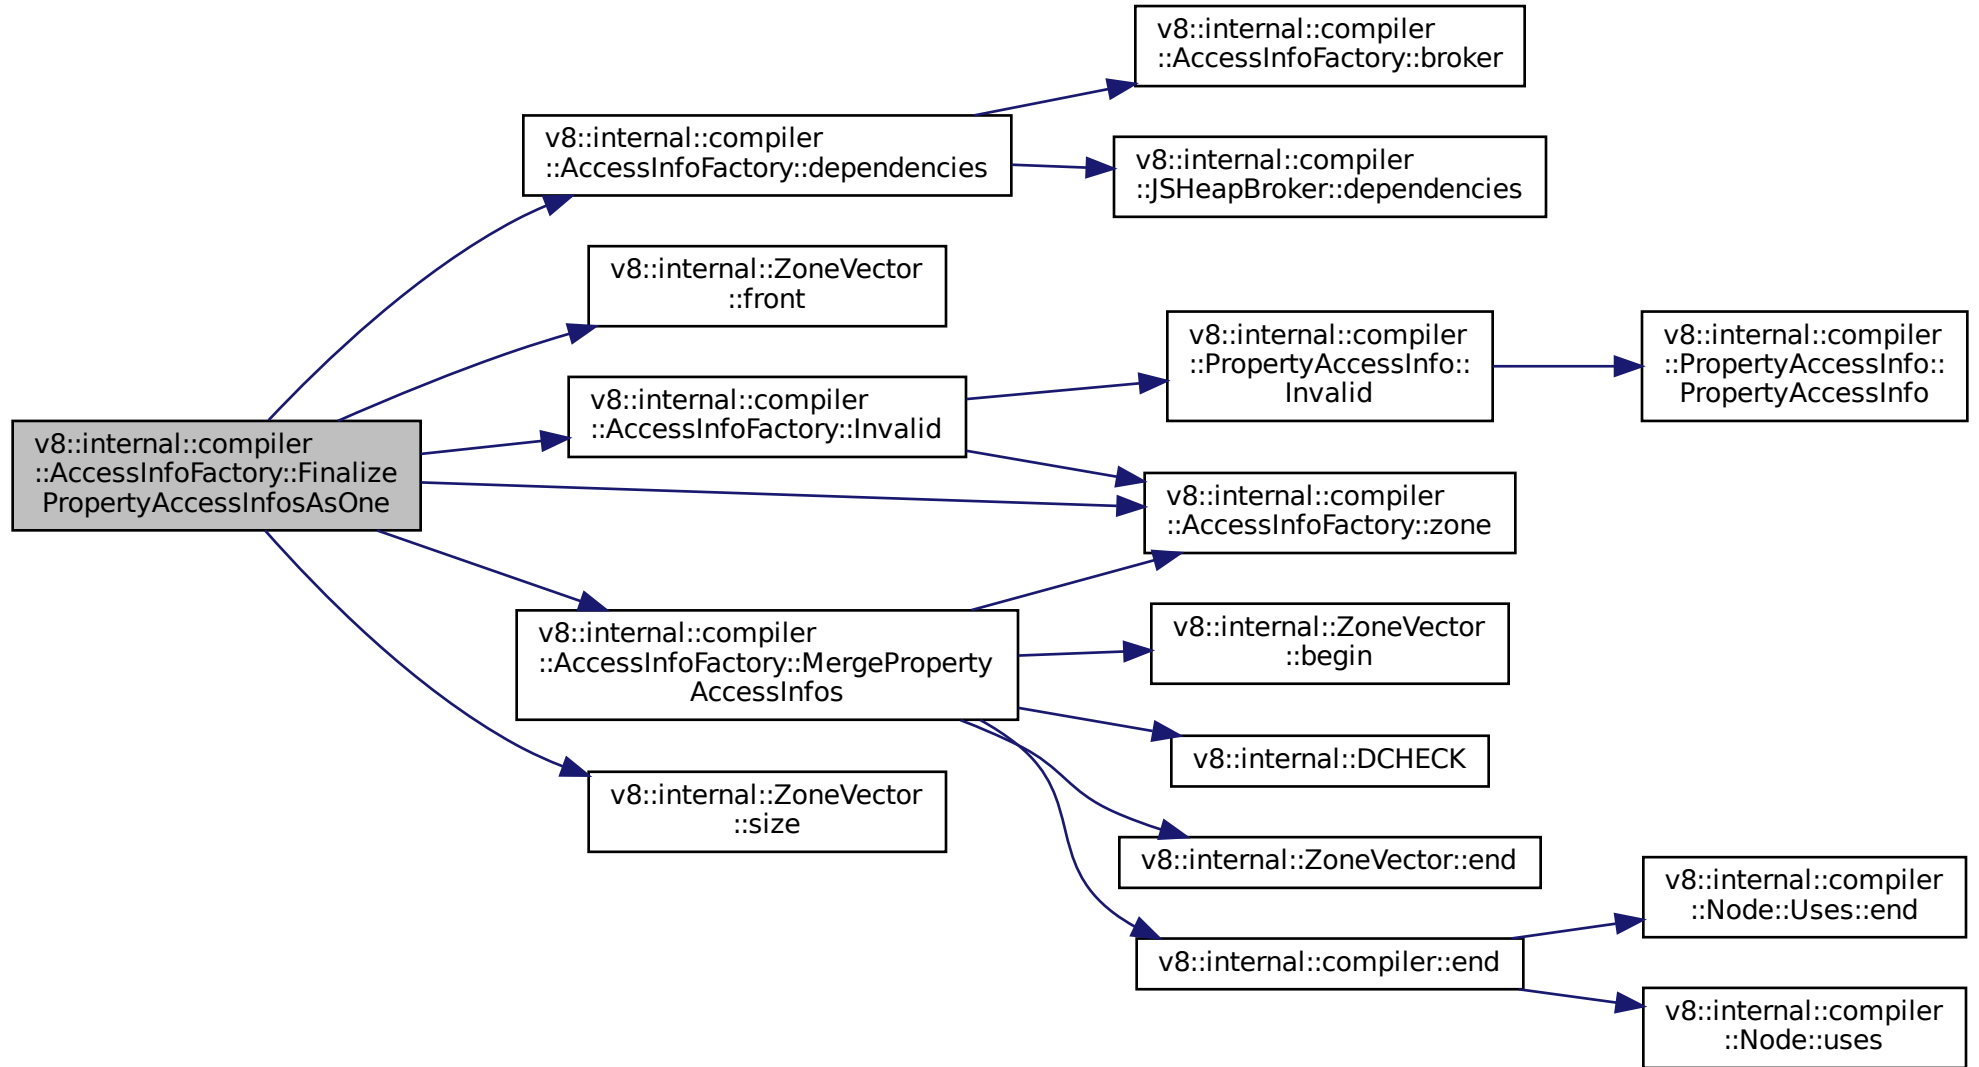 v8::internal::compiler
::AccessInfoFactory::Finalize
PropertyAccessInfosAsOne
v8::internal::compiler
::AccessInfoFactory::dependencies
v8::internal::ZoneVector
::front
v8::internal::compiler
::AccessInfoFactory::Invalid
v8::internal::compiler
::AccessInfoFactory::MergeProperty
AccessInfos
v8::internal::ZoneVector
::size
v8::internal::compiler
::AccessInfoFactory::broker
v8::internal::compiler
::JSHeapBroker::dependencies
v8::internal::compiler
::PropertyAccessInfo::
Invalid
v8::internal::compiler
::AccessInfoFactory::zone
v8::internal::ZoneVector
::begin
v8::internal::DCHECK
v8::internal::ZoneVector::end
v8::internal::compiler::end
v8::internal::compiler
::PropertyAccessInfo::
PropertyAccessInfo
v8::internal::compiler
::Node::Uses::end
v8::internal::compiler
::Node::uses